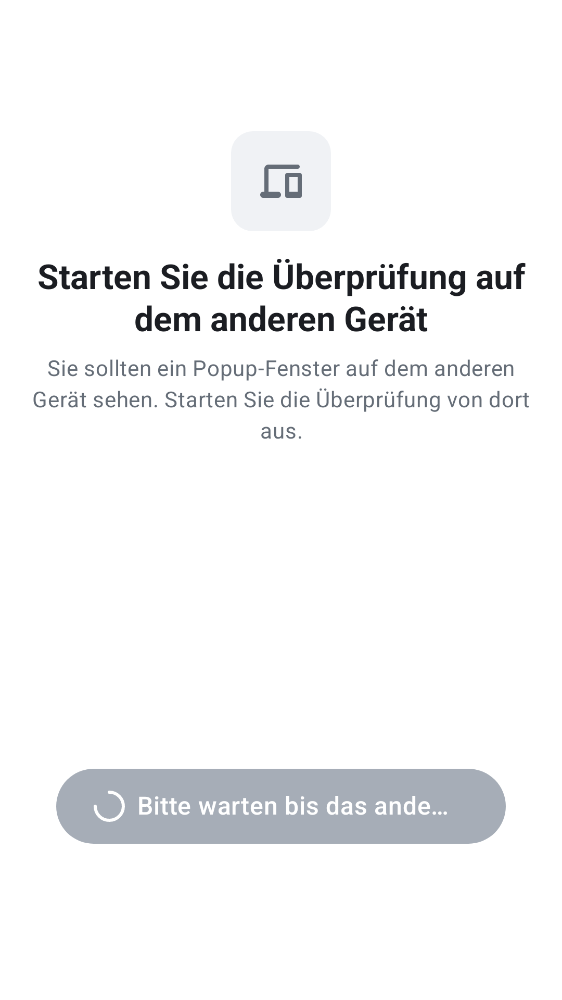 Starten Sie die Überprüfung auf
dem anderen Gerät
Sie sollten ein Popup-Fenster auf dem anderen
Gerät sehen. Starten Sie die Überprüfung von dort
aus.
Bitte warten bis das ande…